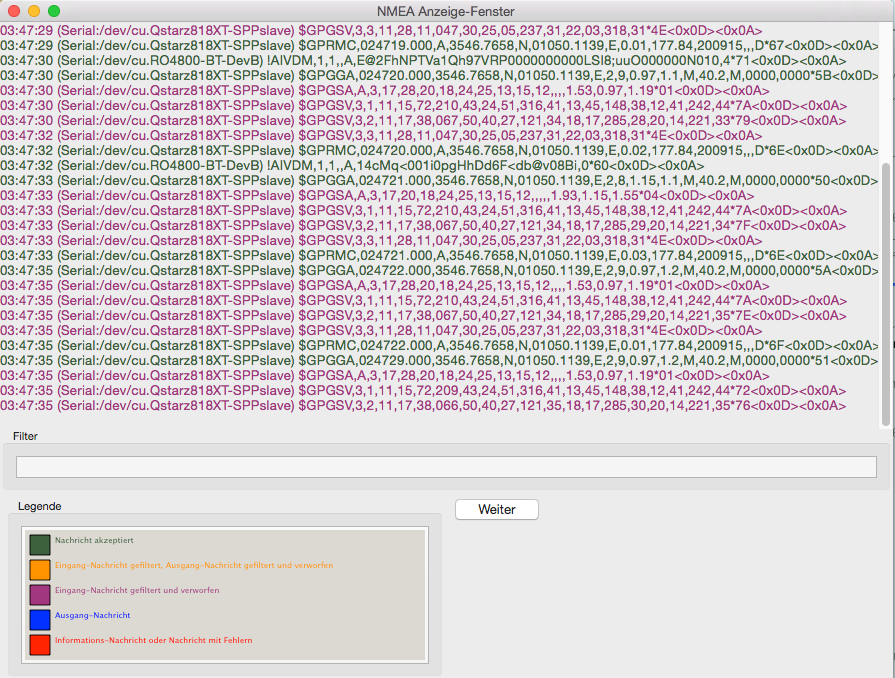 NMEA Anzeige-Fenster
03:47:29 (Serial:/dev/cu.Qstarz818XT-SPPslave) $GPGSV,3,3,11,28,11,047,30,25,05,237,31,22,03,318,31*4E<0x0D><0x0A>
03:47:29 (Serial:/dev/cu.Qstarz818XT-SPPslave) $GPRMC,024719.000,A,3546.7658,N,01050.1139,E,0.01,177.84,200915,,,D*67<0x0D><0x0A>
03:47:30 (Serial:/dev/cu.RO4800-BT-DevB) !AIVDM,1,1,,A,E@2FhNPTVa1Qh97VRP0000000000LSI8;uuO000000N010,4*71<0x0D><0x0A>
03:47:30 (Serial:/dev/cu.Qstarz818XT-SPPslave) $GPGGA,024720.000,3546.7658,N,01050.1139,E,2,9,0.97,1.1,M,40.2,M,0000,0000*5B<0x0D>
03:47:30 (Serial:/dev/cu.Qstarz818XT-SPPslave) $GPGSA,A,3,17,28,20,18,24,25,13,15,12,,,,1.53,0.97,1.19*01<0x0D><0x0A>
03:47:30 (Serial:/dev/cu.Qstarz818XT-SPPslave) $GPGSV,3,1,11,15,72,210,43,24,51,316,41,13,45,148,38,12,41,242,44*7A<0x0D><0x0A>
03:47:30 (Serial:/dev/cu.Qstarz818XT-SPPslave) $GPGSV,3,2,11,17,38,067,50,40,27,121,34,18,17,285,28,20,14,221,33*79<0x0D><0x0A>
03:47:32 (Serial:/dev/cu.Qstarz818XT-SPPslave) $GPGSV,3,3,11,28,11,047,30,25,05,237,31,22,03,318,31*4E<0x0D><0x0A>
03:47:32 (Serial:/dev/cu.Qstarz818XT-SPPslave) $GPRMC,024720.000,A,3546.7658,N,01050.1139,E,0.02,177.84,200915,,,D*6E<0x0D><0x0A>
03:47:32 (Serial:/dev/cu.RO4800-BT-DevB) !AIVDM,1,1,,A,14cMq<001i0pgHhDd6F<db@v08Bi,0*60<0x0D><0x0A>
03:47:33 (Serial:/dev/cu.Qstarz818XT-SPPslave) $GPGGA,024721.000,3546.7658,N,01050.1139,E,2,8,1.15,1.1,M,40.2,M,0000,0000*50<0x0D>
03:47:33 (Serial:/dev/cu.Qstarz818XT-SPPslave) $GPGSA,A,3,17,20,18,24,25,13,15,12,,,,,1.93,1.15,1.55*04<0x0D><0x0A>
03:47:33 (Serial:/dev/cu.Qstarz818XT-SPPslave) $GPGSV,3,1,11,15,72,210,43,24,51,316,41,13,45,148,38,12,41,242,44*7A<0x0D><0x0A>
03:47:33 (Serial:/dev/cu.Qstarz818XT-SPPslave) $GPGSV,3,2,11,17,38,067,50,40,27,121,34,18,17,285,29,20,14,221,34*7F<0x0D><0x0A>
03:47:33 (Serial:/dev/cu.Qstarz818XT-SPPslave) $GPGSV,3,3,11,28,11,047,30,25,05,237,31,22,03,318,31*4E<0x0D><0x0A>
03:47:33 (Serial:/dev/cu.Qstarz818XT-SPPslave) $GPRMC,024721.000,A,3546.7658,N,01050.1139,E,0.03,177.84,200915,,,D*6E<0x0D><0x0A>
03:47:35 (Serial:/dev/cu.Qstarz818XT-SPPslave) $GPGGA,024722.000,3546.7658,N,01050.1139,E,2,9,0.97,1.2,M,40.2,M,0000,0000*5A<0x0D>
03:47:35 (Serial:/dev/cu.Qstarz818XT-SPPslave) $GPGSA,A,3,17,28,20,18,24,25,13,15,12,,,,1.53,0.97,1.19*01<0x0D><0x0A>
03:47:35 (Serial:/dev/cu.Qstarz818XT-SPPslave) $GPGSV,3,1,11,15,72,210,43,24,51,316,41,13,45,148,38,12,41,242,44*7A<0x0D><0x0A>
03:47:35 (Serial:/dev/cu.Qstarz818XT-SPPslave) $GPGSV,3,2,11,17,38,067,50,40,27,121,34,18,17,285,29,20,14,221,35*7E<0x0D><0x0A>
03:47:35 (Serial:/dev/cu.Qstarz818XT-SPPslave) $GPGSV,3,3,11,28,11,047,30,25,05,237,31,22,03,318,31*4E<0x0D><0x0A>
03:47:35 (Serial:/dev/cu.Qstarz818XT-SPPslave) $GPRMC,024722.000,A,3546.7658,N,01050.1139,E,0.01,177.84,200915,,,D*6F<0x0D><0x0A>
03:47:35 (Serial:/dev/cu.Qstarz818XT-SPPslave) $GPGGA,024729.000,3546.7658,N,01050.1139,E,2,9,0.97,1.2,M,40.2,M,0000,0000*51<0x0D>
03:47:35 (Serial:/dev/cu.Qstarz818XT-SPPslave) $GPGSA,A,3,17,28,20,18,24,25,13,15,12,,,,1.53,0.97,1.19*01<0x0D><0x0A>
03:47:35 (Serial:/dev/cu.Qstarz818XT-SPPslave) $GPGSV,3,1,11,15,72,209,43,24,51,316,41,13,45,148,38,12,41,242,44*72<0x0D><0x0A>
03:47:35 (Serial:/dev/cu.Qstarz818XT-SPPslave) $GPGSV,3,2,11,17,38,066,50,40,27,121,35,18,17,285,30,20,14,221,35*76<0x0D><0x0A>
Filter
Legende
Weiter
Nachricht akzeptiert
Eingang-Nachricht gefiltert, Ausgang-Nachricht gefiltert und verworfen
Eingang-Nachricht gefiltert und verworfen
Ausgang-Nachricht
Informations-Nachricht oder Nachricht mit Fehlern